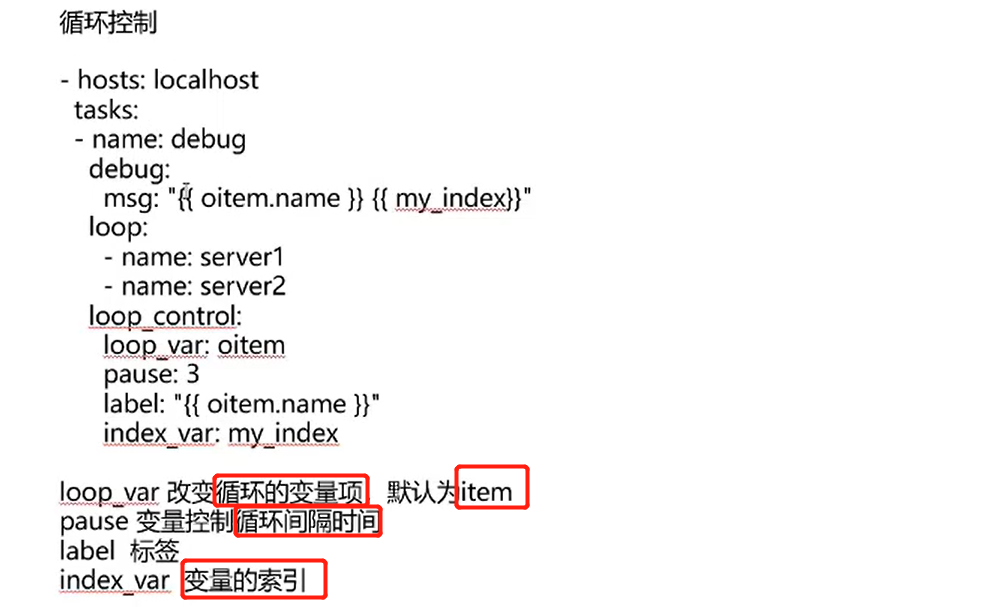 循环控制
- hosts: localhost
tasks:
- name: debug
debug:
msg: "{{ oitem.name }} {{ my_index}}"
loop:
- name: server1
- name: server2
loop_control:
loop_var: oitem
pause: 3
label: "{{ oitem.name }}"
index_var: my_index
loop_var 改变循环的变量项，默认为item
pause 变量控制循环间隔时间
label 标签
index_var 变量的索引